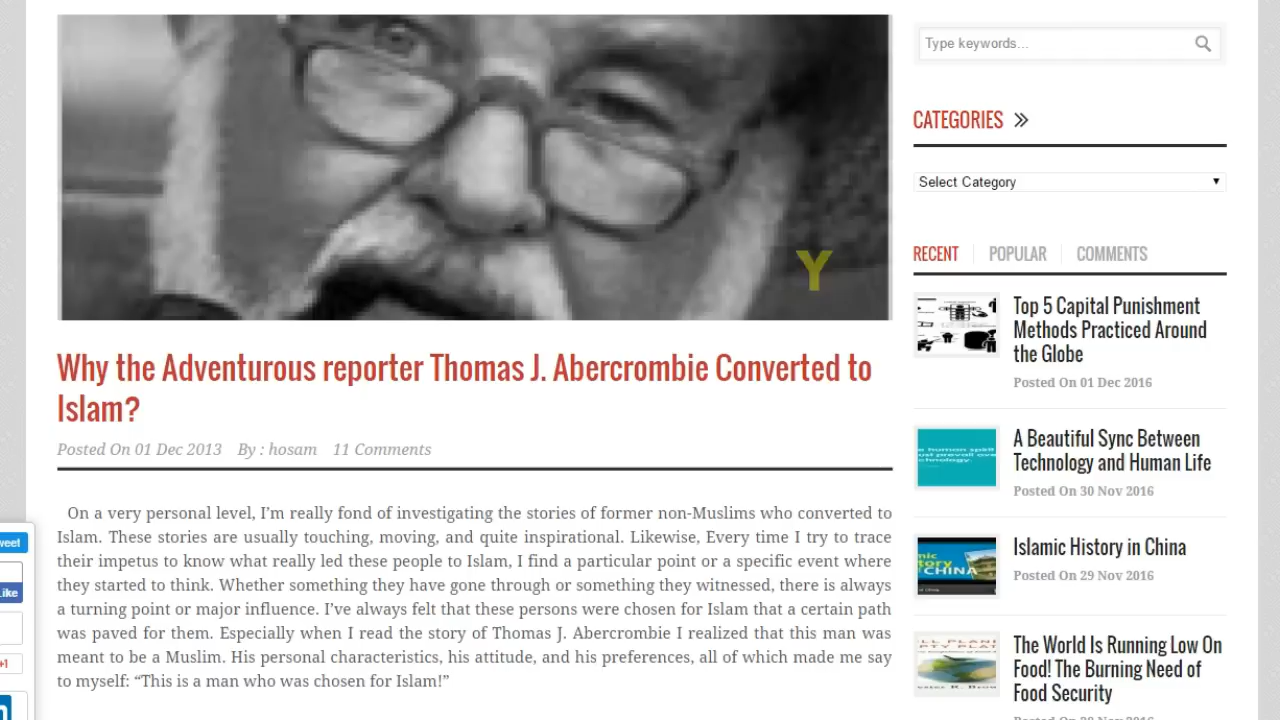 Type keywords...
CATEGORIES
Select Category
RECENT
POPULAR
COMMENTS
Y
Why the Adventurous reporter Thomas J. Abercrombie Converted to
Islam?
Posted On 01 Dec 2013 By : hosam 11 Comments
On a very personal level, I’m really fond of investigating the stories of former non-Muslims who converted to
Islam. These stories are usually touching, moving, and quite inspirational. Likewise, Every time I try to trace
their impetus to know what really led these people to Islam, I find a particular point or a specific event where
they started to think. Whether something they have gone through or something they witnessed, there is always
a turning point or major influence. I’ve always felt that these persons were chosen for Islam that a certain path
was paved for them. Especially when I read the story of Thomas J. Abercrombie I realized that this man was
meant to be a Muslim. His personal characteristics, his attitude, and his preferences, all of which made me say
to myself: “This is a man who was chosen for Islam!”
Top 5 Capital Punishment
Methods Practiced Around
the Globe
Posted On 01 Dec 2016
A Beautiful Sync Between
Technology and Human Life
Posted On 30 Nov 2016
CHINA
Islamic History in China
Posted On 29 Nov 2016
The World Is Running Low On
Food! The Burning Need of
Food Security
weet
ike
+1